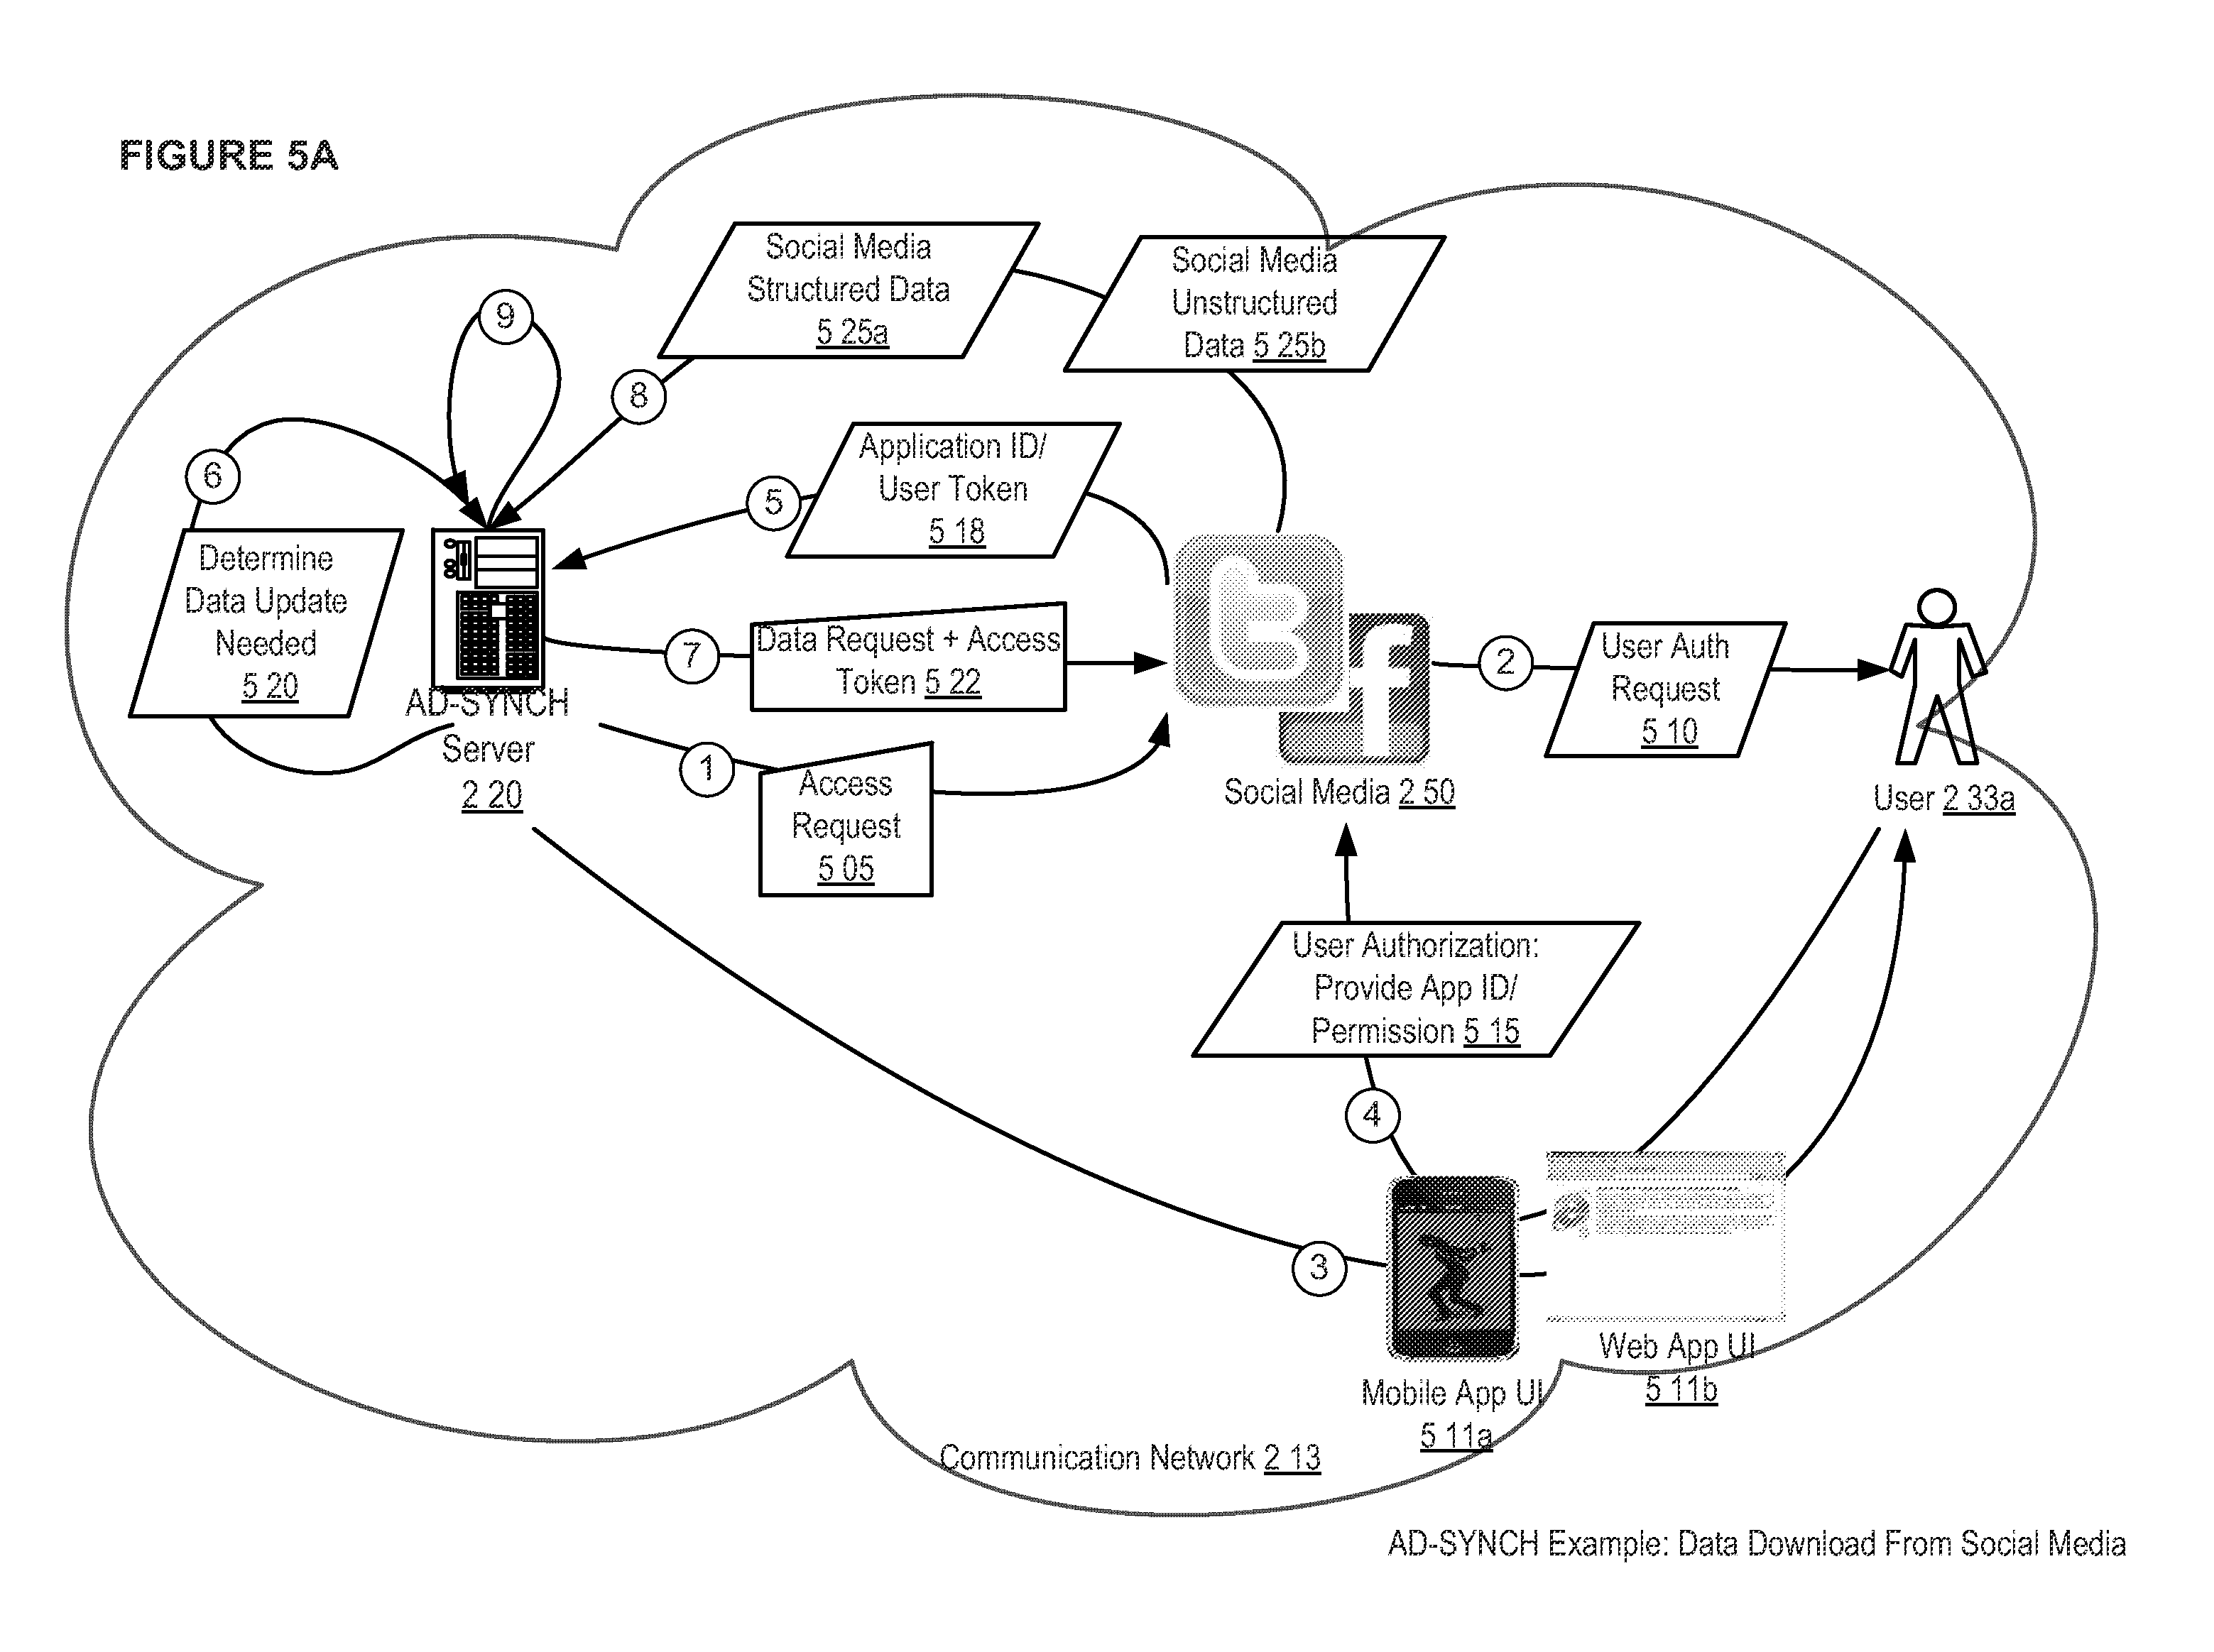 FIGURE 5A
Social Media
Structured Data
5 25a
Social Media
Unstructured
Data 5 25b
9
8
6
5
Application ID/
User Token
5 18
Determine
Data Update
Needed
5 20
7
Data Request + Access
Token 5 22
2
User Auth
Request
5 10
AD-SYNCH
Server
2 20
1
Access
Request
5 05
Social Media 2 50
User 2 33a
User Authorization:
Provide App ID/
Permission 5 15
4
3
Web App UI
5 11b
Mobile App UI
5 11a
Communication Network 2 13
AD-SYNCH Example: Data Download From Social Media